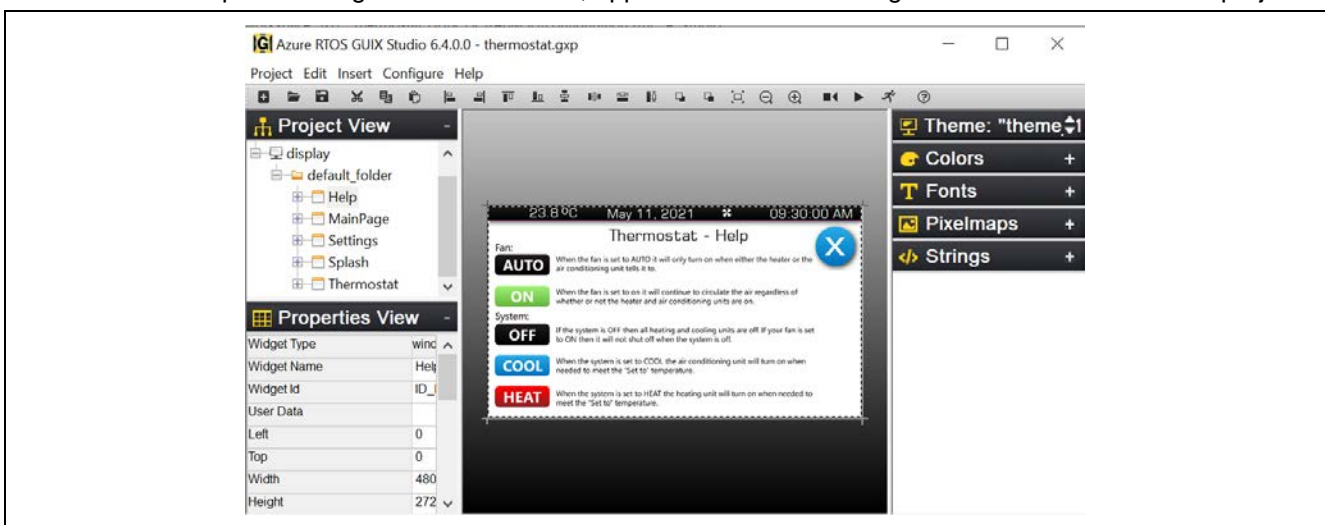 Azure RTOS GUIX Studio 6.4.0.0 - thermostat.gxp
Project Edit Insert Configure Help
Project View
display
default_folder
Help
MainPage
Settings
Splash
Thermostat
Properties View
Widget Type
Widget Name
Widget Id ID_
User Data
Left 0
Top 0
Width 480
Height 272
23.8 ºC May 11, 2021 09:30:00 AM
Thermostat - Help
X
Fan:
AUTO When the fan is set to AUTO it will only turn on when either the heater or the
air conditioning unit tells it to.
ON When the fan is set to on it will continue to circulate the air regardless of
whether or not the heater and air conditioning units are on.
System:
OFF If the system is OFF then all heating and cooling units are off. If your fan is set
to ON then it will not shut off when the system is off.
COOL When the system is set to COOL the air conditioning unit will turn on when
needed to meet the "Set to" temperature.
HEAT When the system is set to HEAT the heating unit will turn on when needed to
meet the "Set to" temperature.
Theme: "theme_1
Colors
Fonts
Pixelmaps
Strings